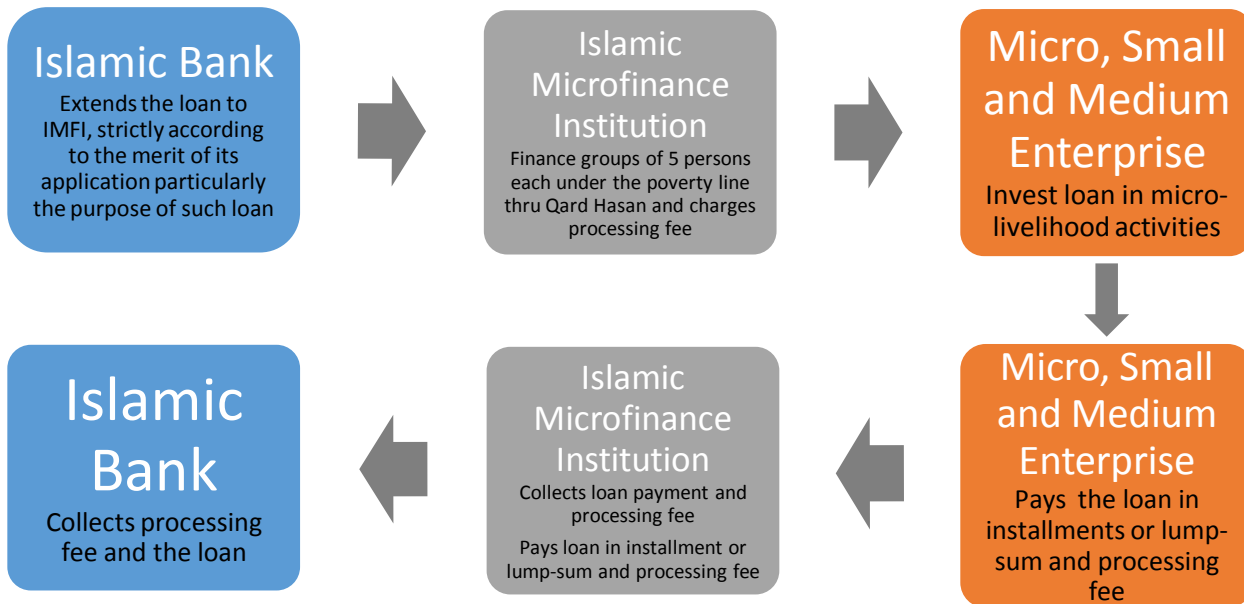 Islamic Bank
Extends the loan to
IMFI, strictly according
to the merit of its
application particularly
the purpose of such loan
Islamic
Microfinance
Institution
Finance groups of 5 persons
each under the poverty line
thru Qard Hasan and charges
processing fee
Micro, Small
and Medium
Enterprise
Invest loan in micro-
livelihood activities
Islamic
Bank
Collects processing
fee and the loan
Islamic
Microfinance
Institution
Collects loan payment and
processing fee
Pays loan in installment or
lump-sum and processing fee
Micro, Small
and Medium
Enterprise
Pays the loan in
installments or lump-
sum and processing
fee